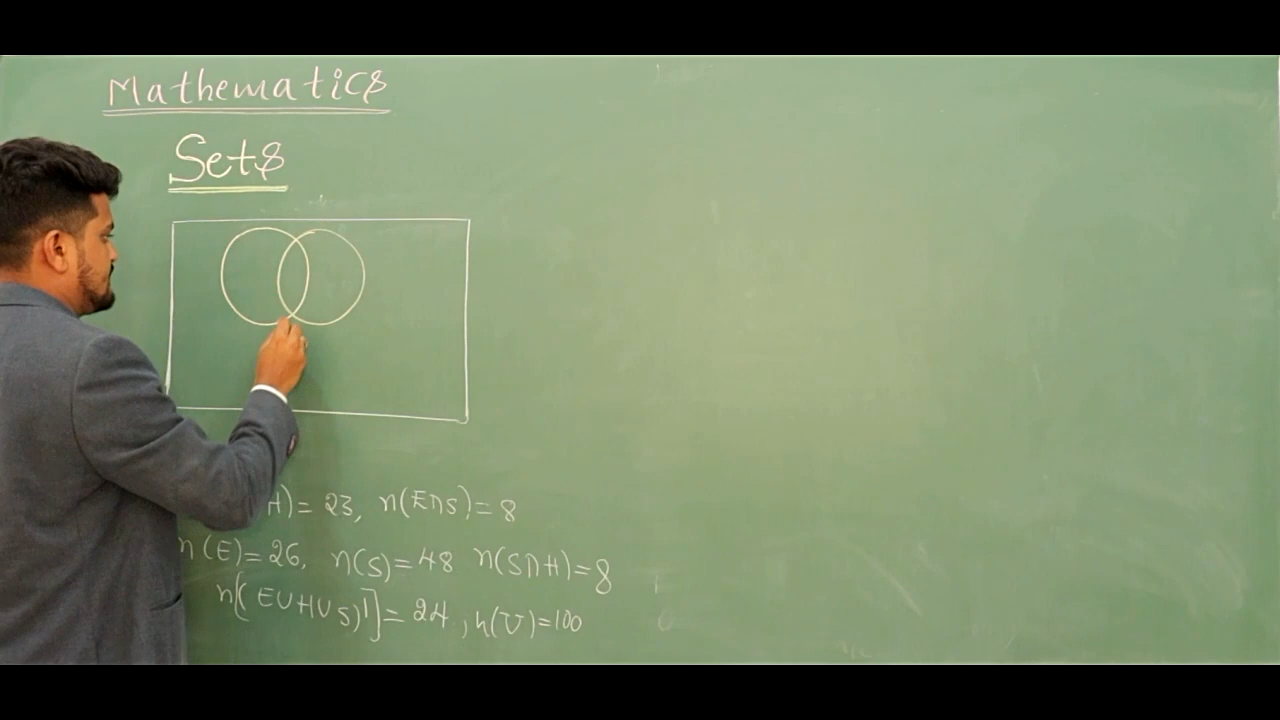 Mathematics
Sets
H) = 23, n(E∩S) = 8
n(E) = 26, n(S) = 48 n(S∩H) = 8
n[(E∪H∪S)'] = 24, n(U) = 100